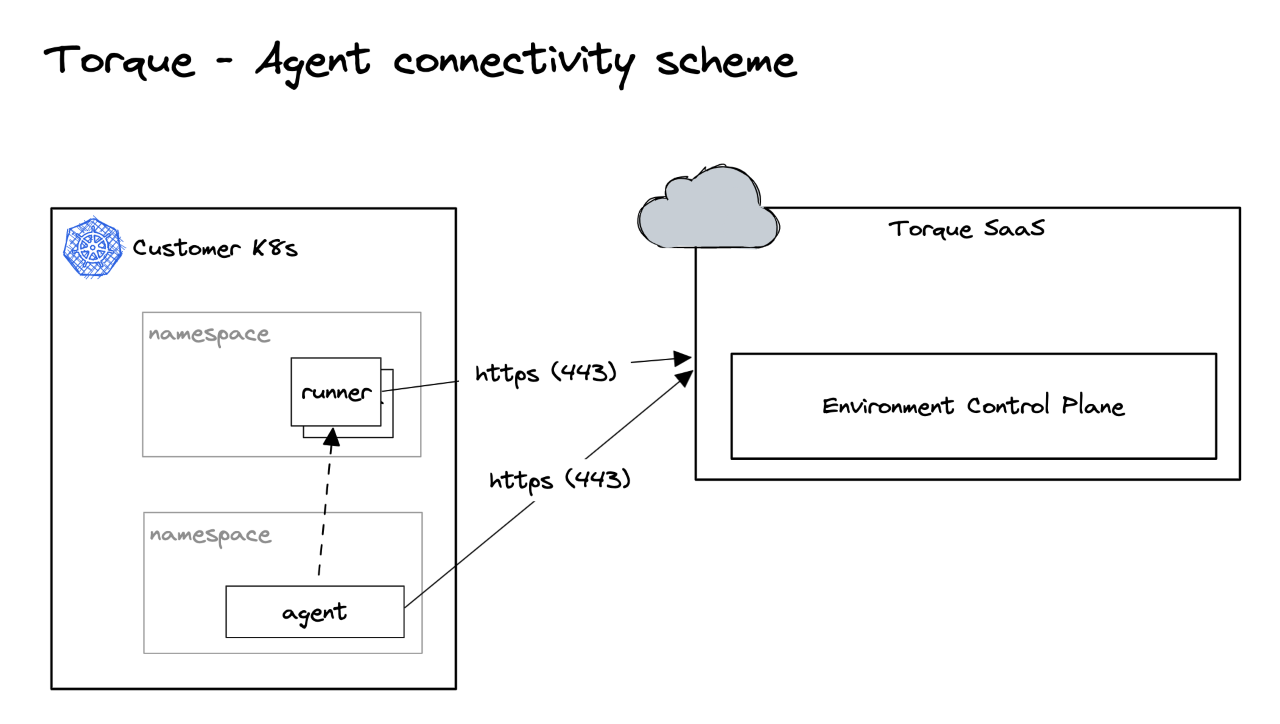 Torque - Agent connectivity scheme
Customer K8s
Torque SaaS
namespace
runner
https (443)
Environment Control Plane
https (443)
namespace
agent